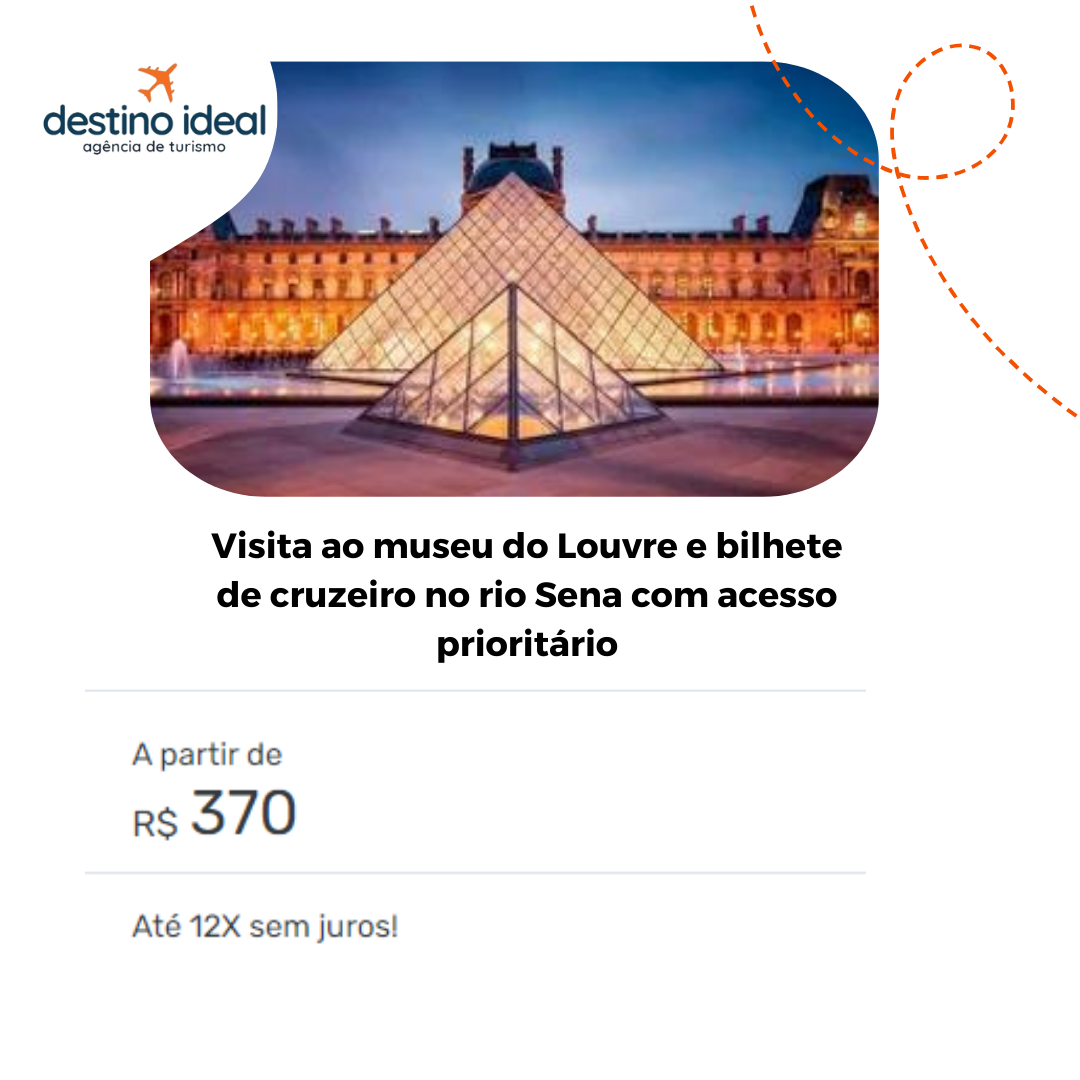 destino ideal
agência de turismo
Visita ao museu do Louvre e bilhete
de cruzeiro no rio Sena com acesso
prioritário
A partir de
R$ 370
Até 12X sem juros!